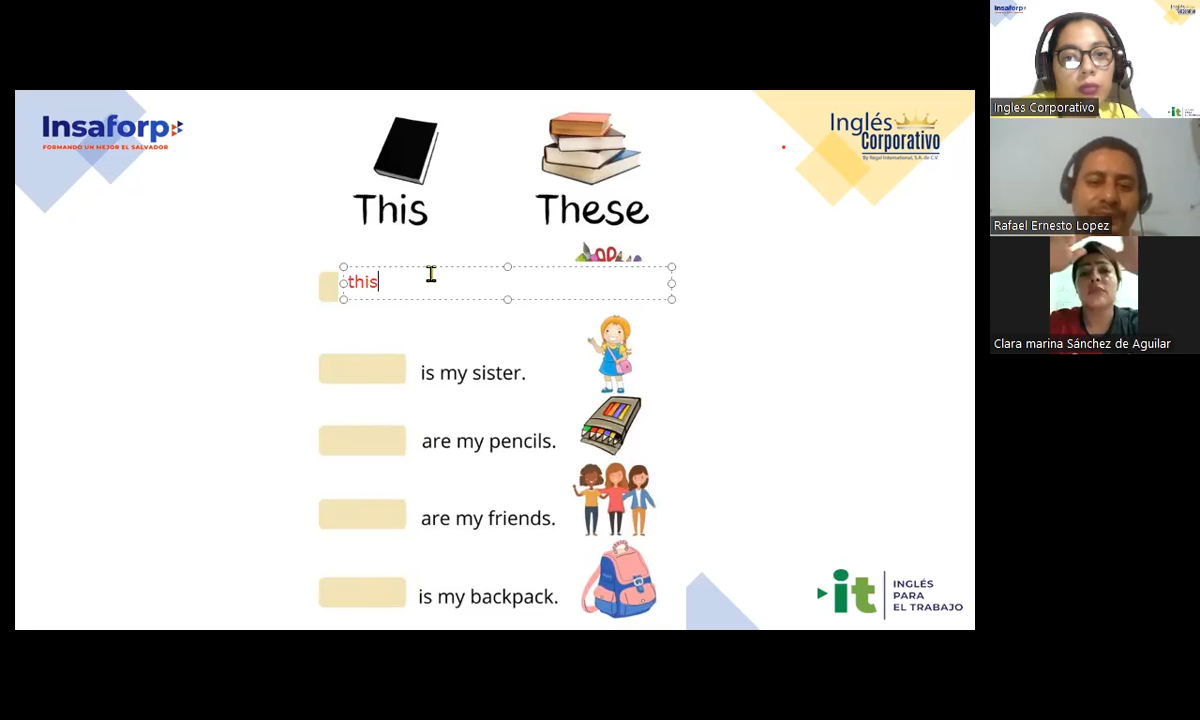 Insaforp
FORMANDO UN MEJOR EL SALVADOR
Inglés
Corporativo
By Regal International, S.A. de C.V.
This
These
this
is my sister.
are my pencils.
are my friends.
is my backpack.
it
INGLÉS
PARA
EL TRABAJO
Insaforp
Ingles Corporativo
Rafael Ernesto Lopez
Clara marina Sánchez de Aguilar